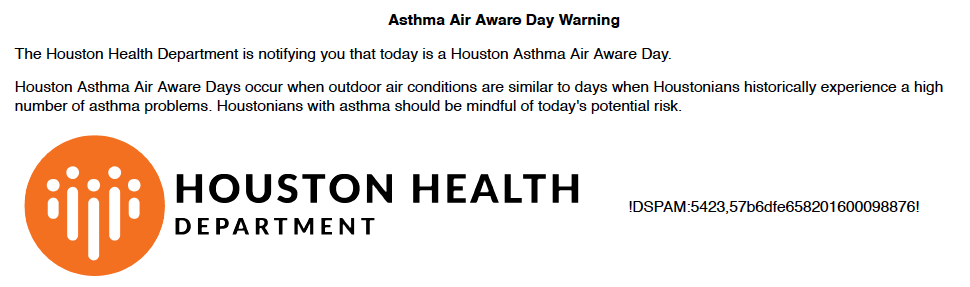 Asthma Air Aware Day Warning
The Houston Health Department is notifying you that today is a Houston Asthma Air Aware Day.
Houston Asthma Air Aware Days occur when outdoor air conditions are similar to days when Houstonians historically experience a high
number of asthma problems. Houstonians with asthma should be mindful of today's potential risk.
HOUSTON HEALTH
DEPARTMENT
!DSPAM:5423,57b6dfe658201600098876!